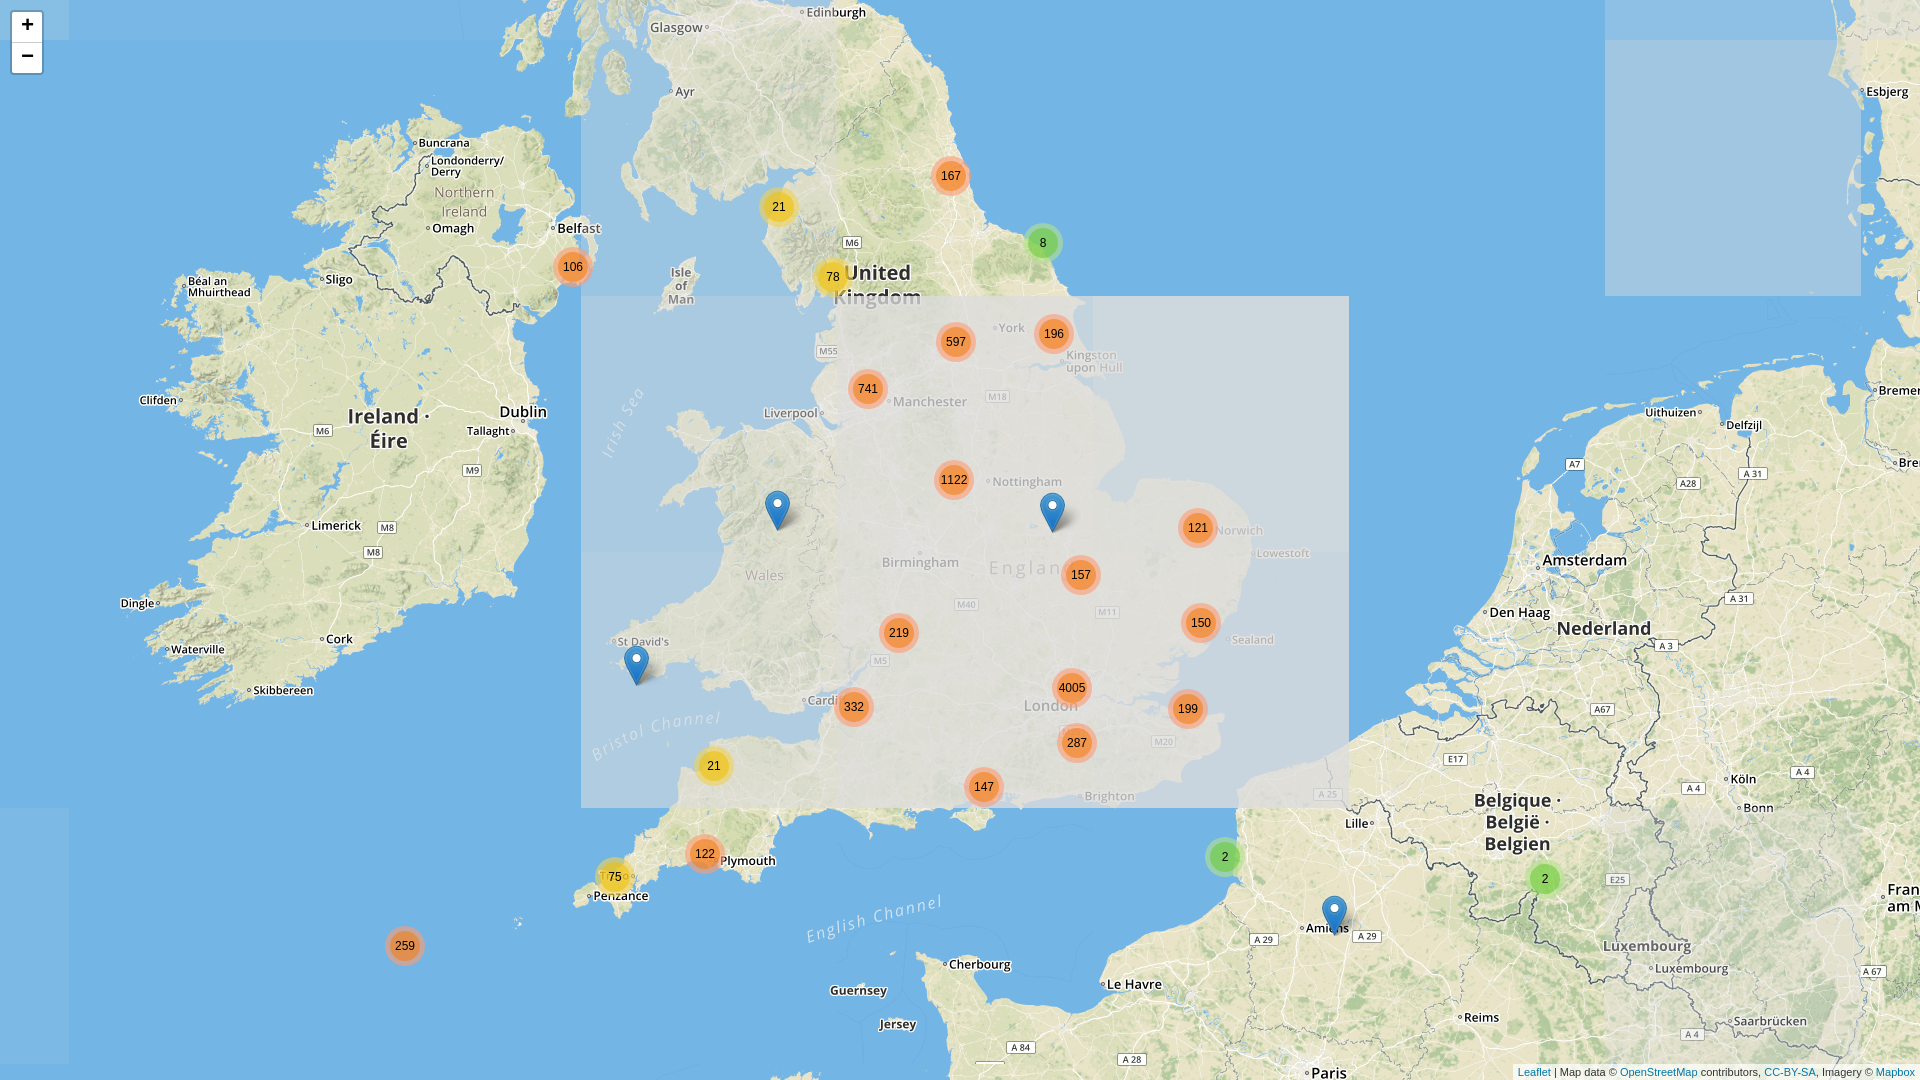 +
−
Edinburgh
Glasgow
Ayr
Esbjerg
Buncrana
Londonderry/
Derry
Northern
Ireland
Omagh
Belfast
167
21
8
M6
106
78
United
Kingdom
Isle
of
Man
Sligo
Béal an
Mhuirthead
York
597
196
Kingston
upon Hull
M55
741
Manchester
M18
Liverpool
Irish Sea
Clifden
Dublin
Tallaght
Ireland ·
Éire
M6
M9
Uithuizen
Delfzijl
A7
A 31
A28
1122
Nottingham
121
Norwich
Lowestoft
Limerick
M8
M8
Birmingham
157
Wales
M40
M11
Amsterdam
Den Haag
A 31
Nederland
A 3
Dingle
Cork
Waterville
Skibbereen
St David's
219
150
Sealand
M5
4005
London
199
332
287
M20
A67
E17
Bristol Channel
21
147
Brighton
A 25
Köln
A 4
A 4
Bonn
Belgique ·
België ·
Belgien
Lille
122
Plymouth
75
Penzance
2
2
E25
English Channel
259
Amiens
A 29
A 29
Luxembourg
Luxembourg
A 67
Cherbourg
Le Havre
Guernsey
Jersey
Reims
Saarbrücken
A 4
A 84
A 28
Paris
Leaflet | Map data © OpenStreetMap contributors, CC-BY-SA, Imagery © Mapbox